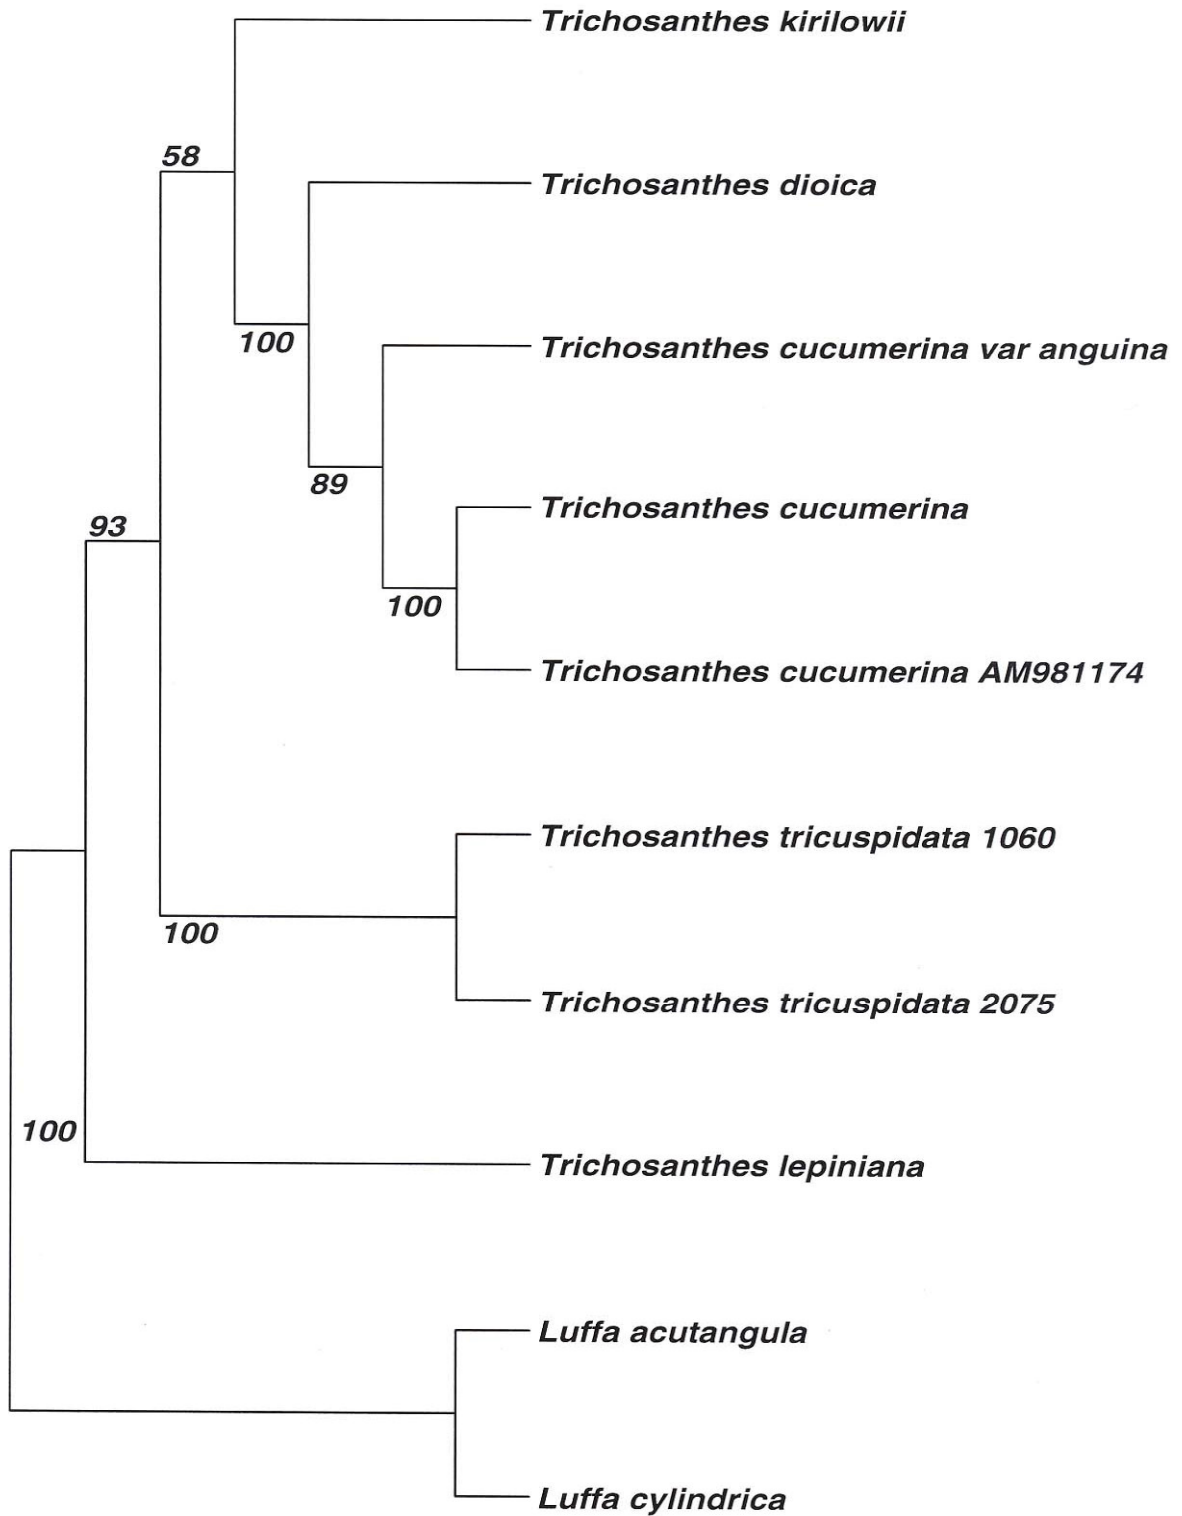 Trichosanthes kirilowii
58
Trichosanthes dioica
100
Trichosanthes cucumerina var anguina
89
Trichosanthes cucumerina
93
100
Trichosanthes cucumerina AM981174
Trichosanthes tricuspidata 1060
100
Trichosanthes tricuspidata 2075
100
Trichosanthes lepiniana
Luffa acutangula
Luffa cylindrica